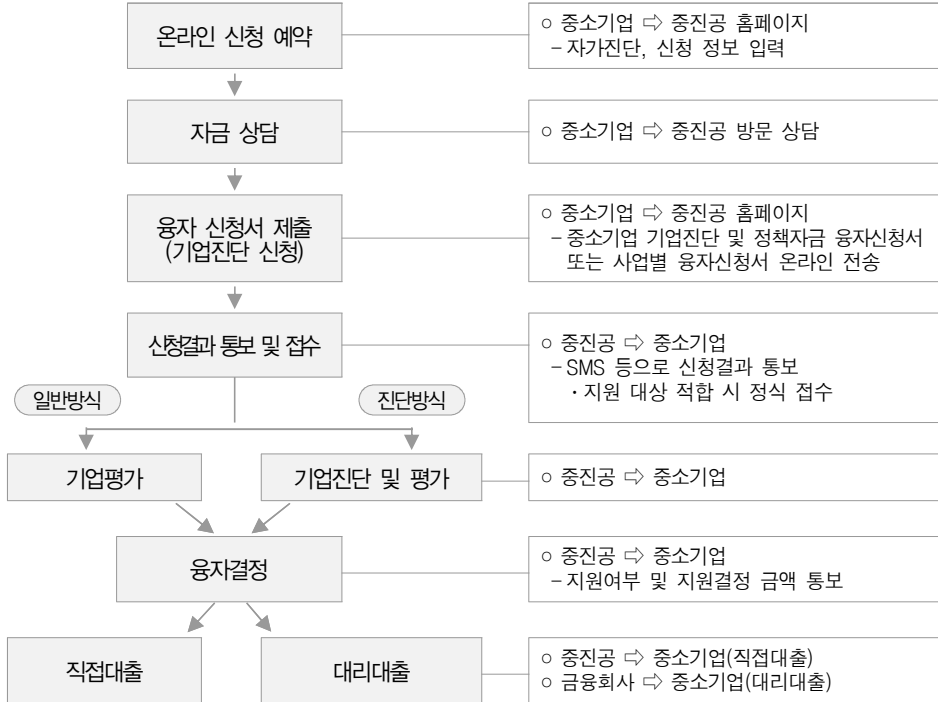 온라인 신청 예약
○ 중소기업 ⇨ 중진공 홈페이지
- 자가진단, 신청 정보 입력
자금 상담
○ 중소기업 ⇨ 중진공 방문 상담
융자 신청서 제출
(기업진단 신청)
○ 중소기업 ⇨ 중진공 홈페이지
- 중소기업 기업진단 및 정책자금 융자신청서
또는 사업별 융자신청서 온라인 전송
신청결과 통보 및 접수
○ 중진공 ⇨ 중소기업
- SMS 등으로 신청결과 통보
· 지원 대상 적합 시 정식 접수
일반방식
진단방식
기업평가
기업진단 및 평가
○ 중진공 ⇨ 중소기업
융자결정
○ 중진공 ⇨ 중소기업
- 지원여부 및 지원결정 금액 통보
직접대출
대리대출
○ 중진공 ⇨ 중소기업(직접대출)
○ 금융회사 ⇨ 중소기업(대리대출)